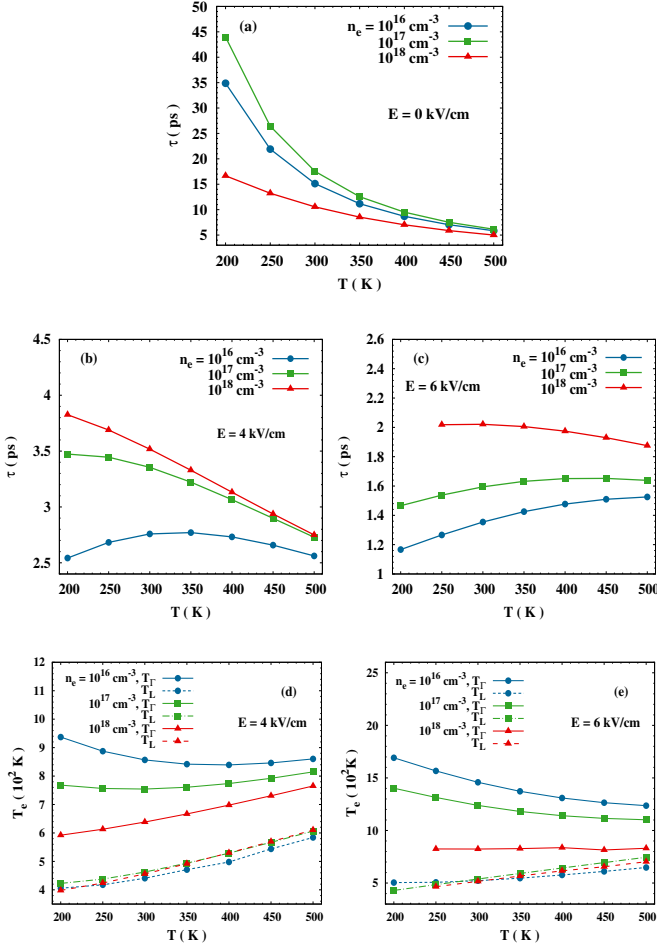 (a)
n_e = 10^16 cm^-3
10^17 cm^-3
10^18 cm^-3
E = 0 kV/cm
50
45
40
35
30
25
20
15
10
5
τ ( ps )
200 250 300 350 400 450 500
T ( K )
(b)
n_e = 10^16 cm^-3
10^17 cm^-3
10^18 cm^-3
E = 4 kV/cm
4.5
4
3.5
3
2.5
τ ( ps )
200 250 300 350 400 450 500
T ( K )
(c)
n_e = 10^16 cm^-3
10^17 cm^-3
10^18 cm^-3
E = 6 kV/cm
2.6
2.4
2.2
2
1.8
1.6
1.4
1.2
1
τ ( ps )
200 250 300 350 400 450 500
T ( K )
n_e = 10^16 cm^-3, T_Γ
T_L
10^17 cm^-3, T_Γ
T_L
10^18 cm^-3, T_Γ
T_L
(d)
E = 4 kV/cm
12
11
10
9
8
7
6
5
4
T_e ( 10^2 K )
200 250 300 350 400 450 500
T ( K )
n_e = 10^16 cm^-3, T_Γ
T_L
10^17 cm^-3, T_Γ
T_L
10^18 cm^-3, T_Γ
T_L
(e)
E = 6 kV/cm
25
20
15
10
5
T_e ( 10^2 K )
200 250 300 350 400 450 500
T ( K )